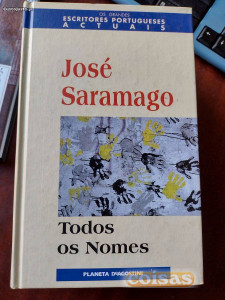 OS GRANDES
ESCRITORES PORTUGUESES
ACTUAIS
José
Saramago
Todos
os Nomes
PLANETA DeAGOSTINI
coisas